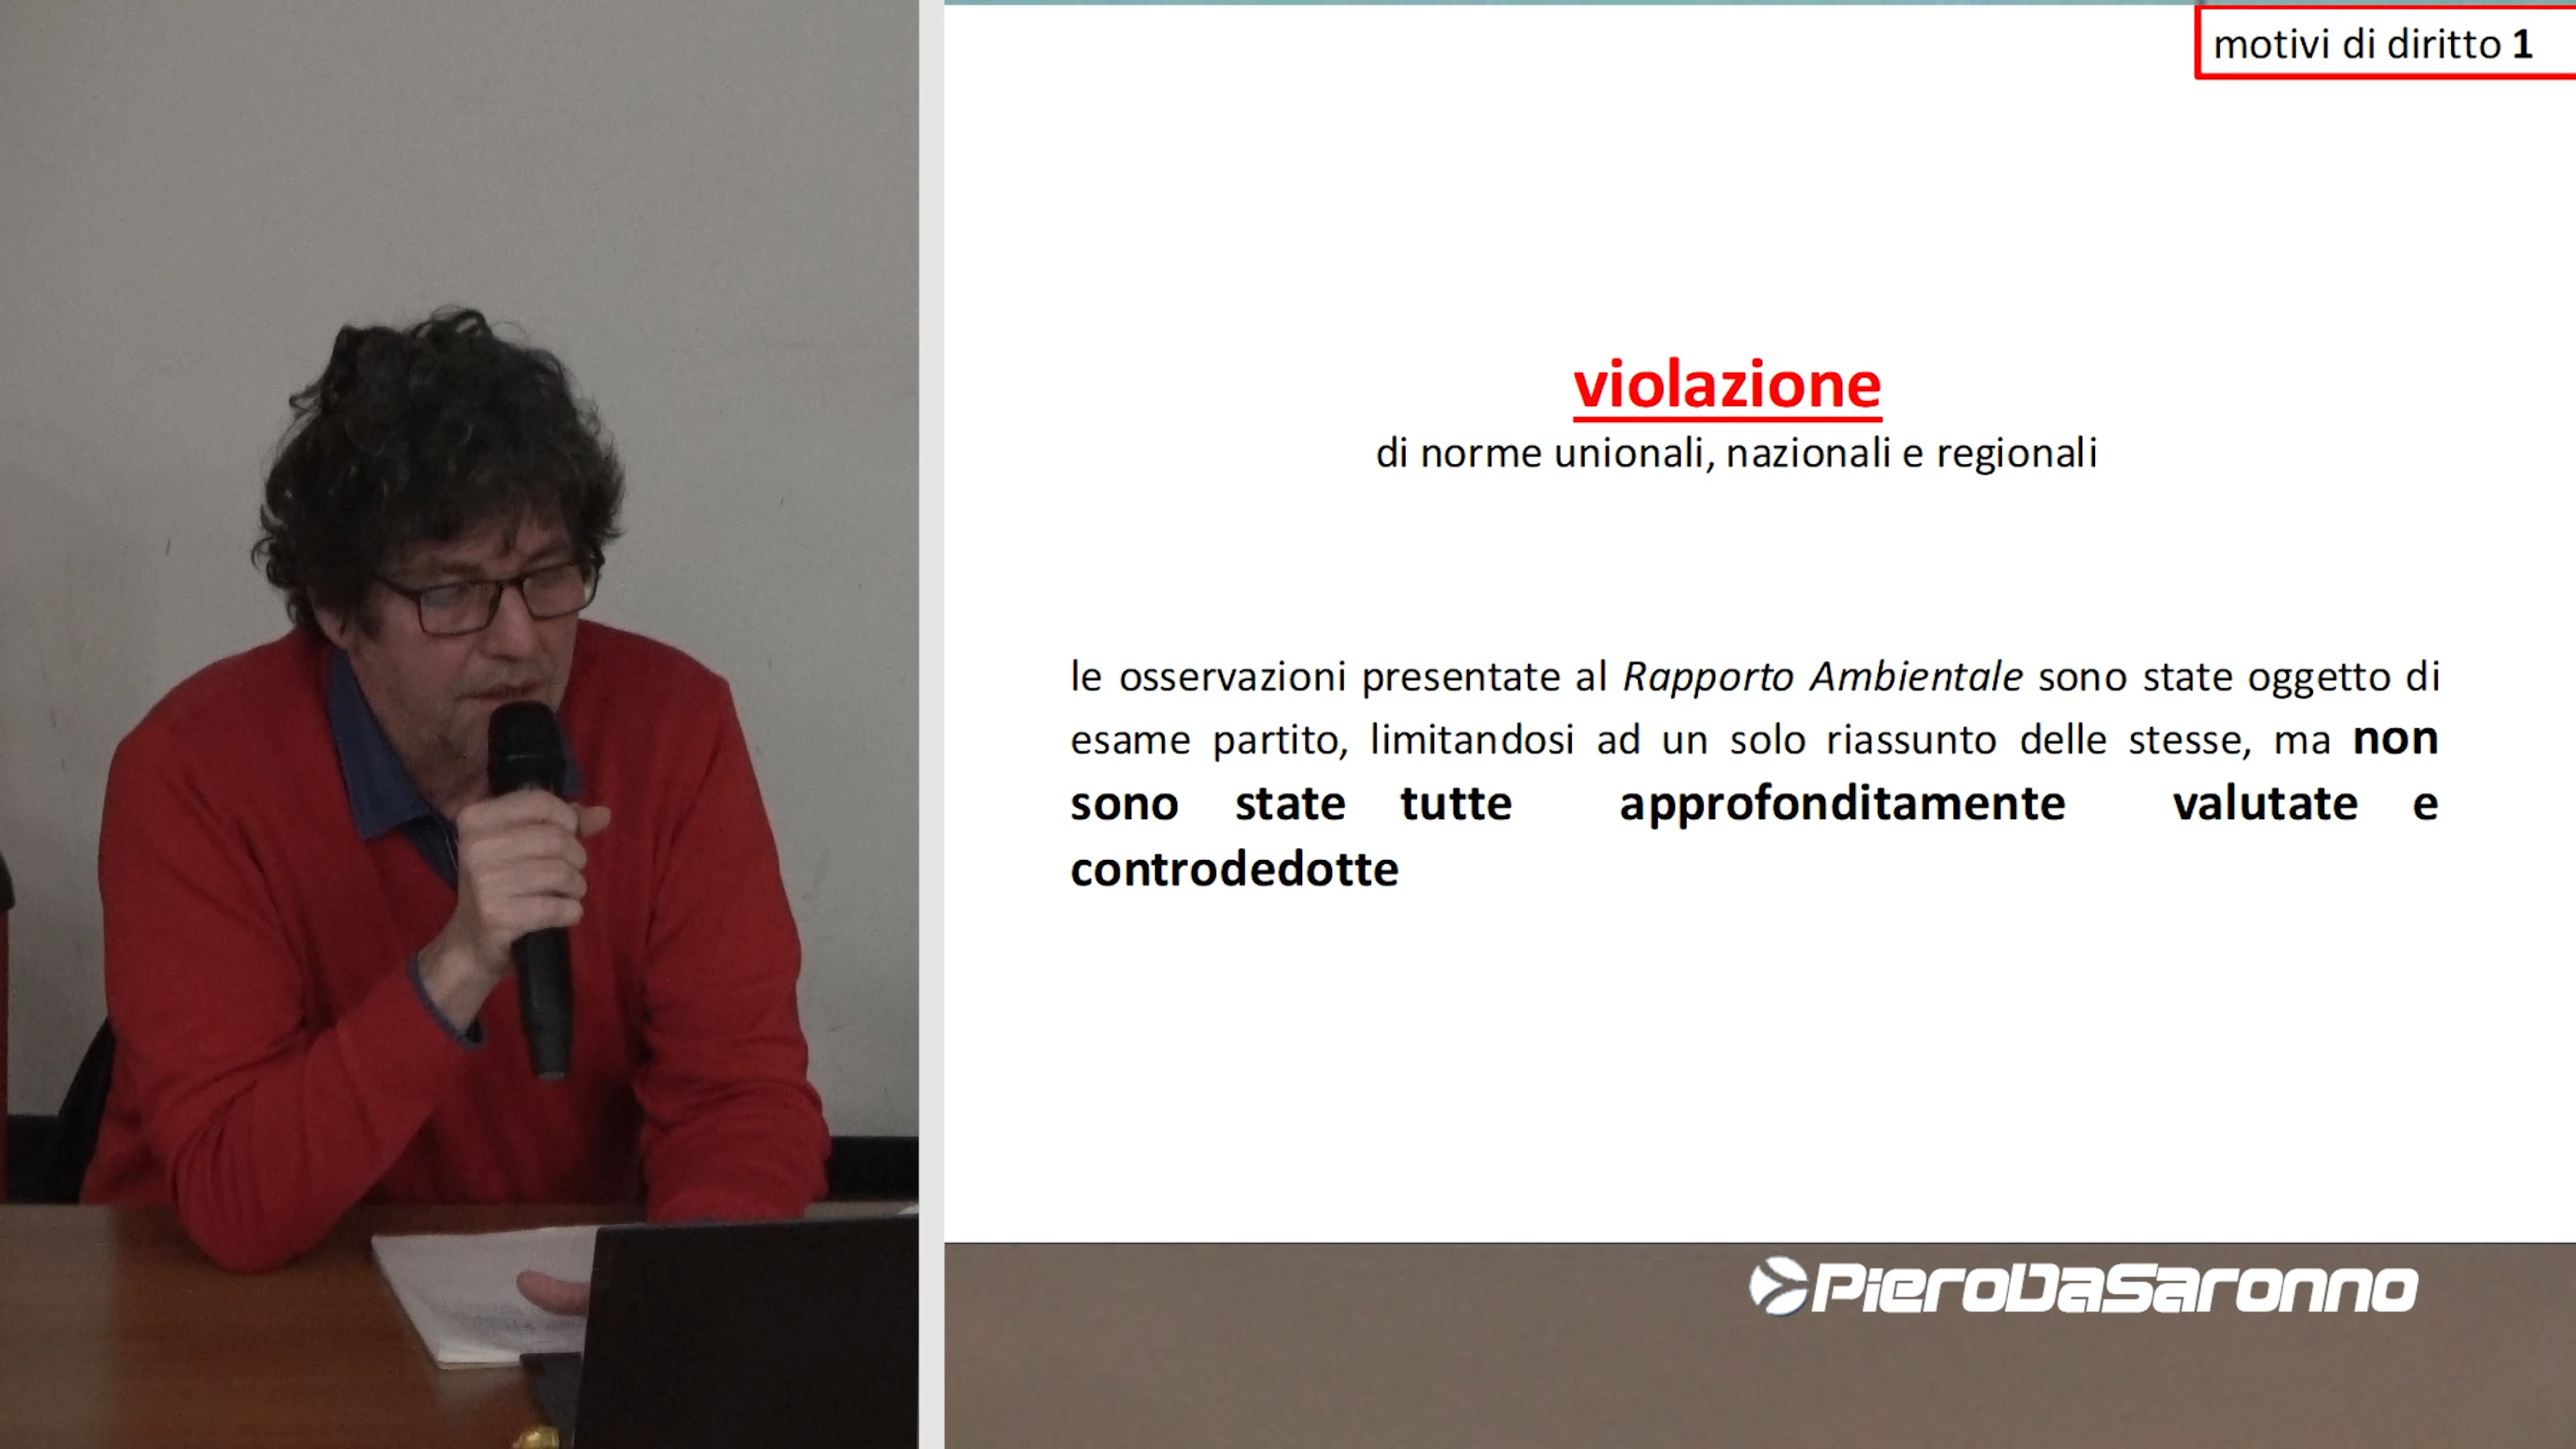 motivi di diritto 1
violazione
di norme unionali, nazionali e regionali
le osservazioni presentate al Rapporto Ambientale sono state oggetto di
esame partito, limitandosi ad un solo riassunto delle stesse, ma non
sono state tutte approfonditamente valutate e
controdedotte
PieroDaSaronno